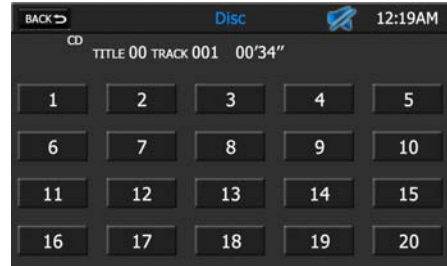 BACK Disc 12:19AM
CD
TITLE 00 TRACK 001 00'34"
1 2 3 4 5
6 7 8 9 10
11 12 13 14 15
16 17 18 19 20